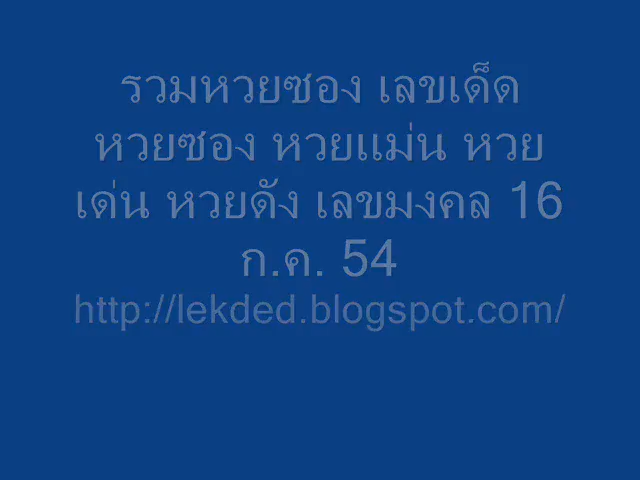 รวมหวยซอง เลขเด็ด
หวยซอง หวยแม่น หวย
เด่น หวยดัง เลขมงคล 16
ก.ค. 54
http://lekded.blogspot.com/